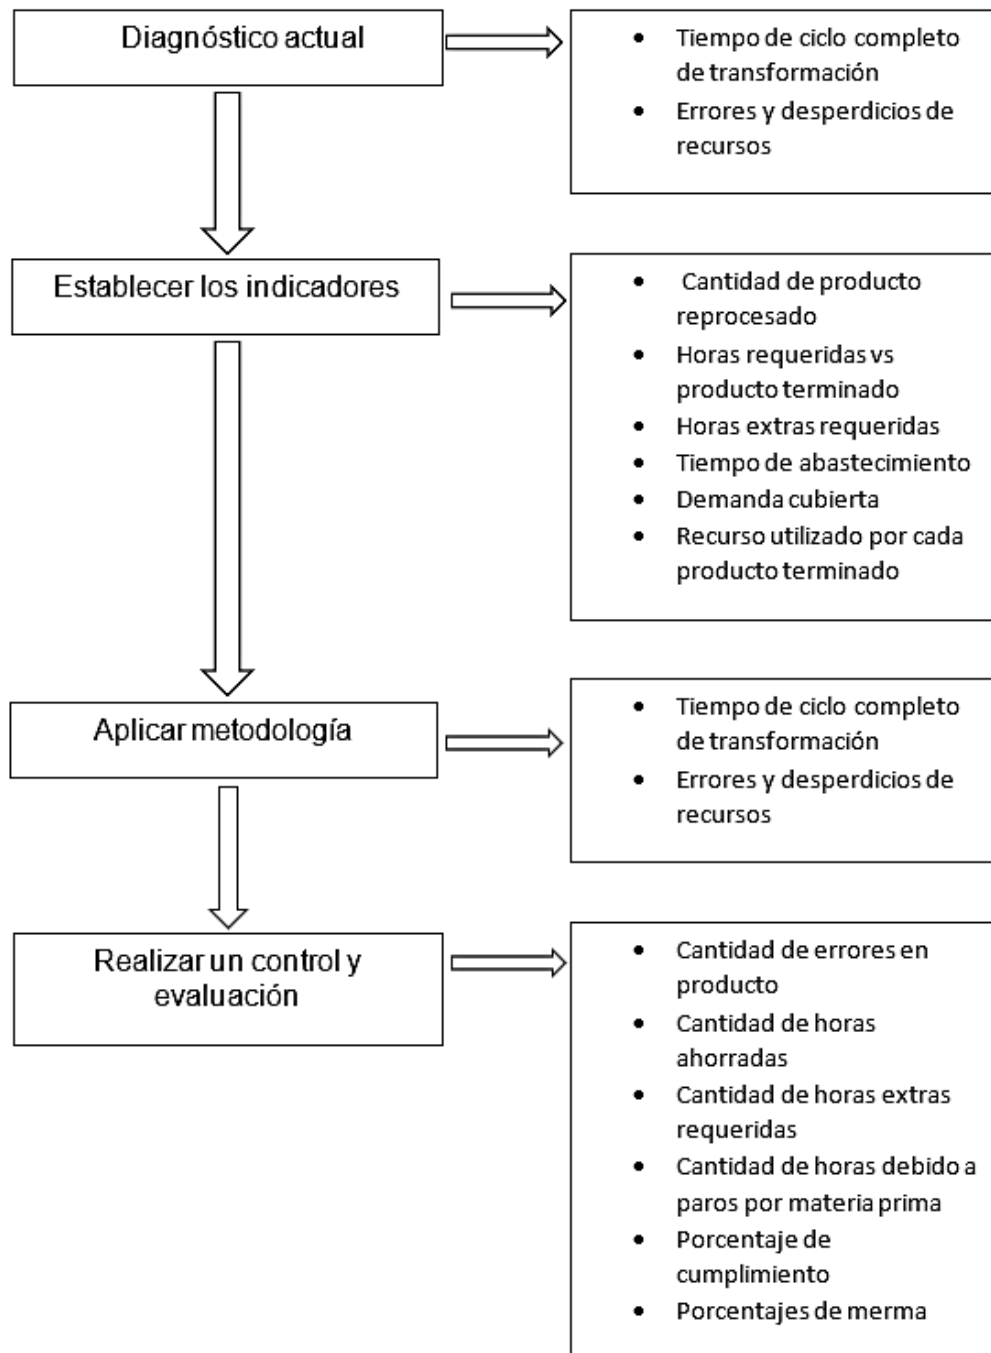 Diagnóstico actual
• Tiempo de ciclo completo
de transformación
• Errores y desperdicios de
recursos
Establecer los indicadores
• Cantidad de producto
reprocesado
• Horas requeridas vs
producto terminado
• Horas extras requeridas
• Tiempo de abastecimiento
• Demanda cubierta
• Recurso utilizado por cada
producto terminado
Aplicar metodología
• Tiempo de ciclo completo
de transformación
• Errores y desperdicios de
recursos
Realizar un control y
evaluación
• Cantidad de errores en
producto
• Cantidad de horas
ahorradas
• Cantidad de horas extras
requeridas
• Cantidad de horas debido a
paros por materia prima
• Porcentaje de
cumplimiento
• Porcentajes de merma